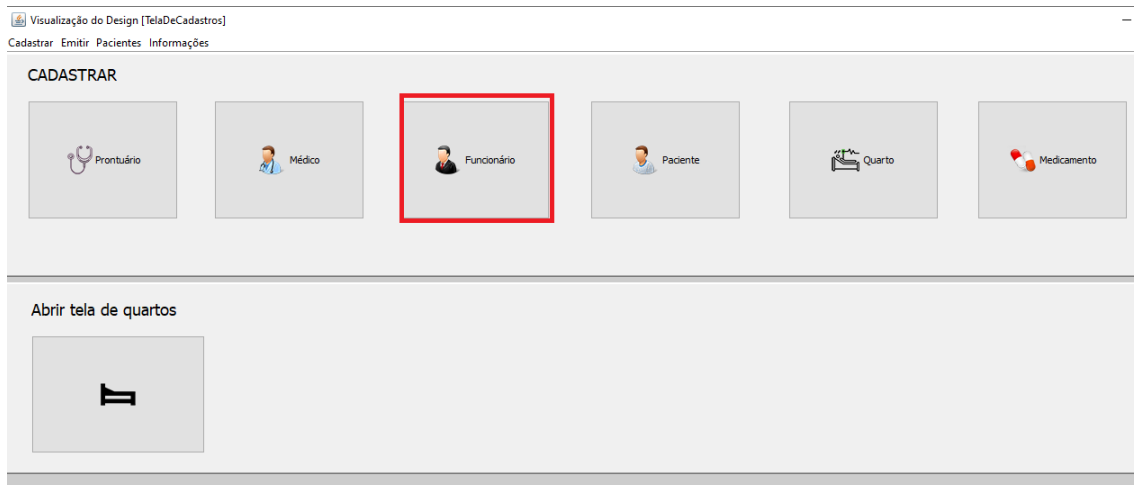 Visualização do Design [TelaDeCadastros]
Cadastrar Emitir Pacientes Informações
CADASTRAR
Prontuário Médico Funcionário Paciente Quarto Medicamento
Abrir tela de quartos